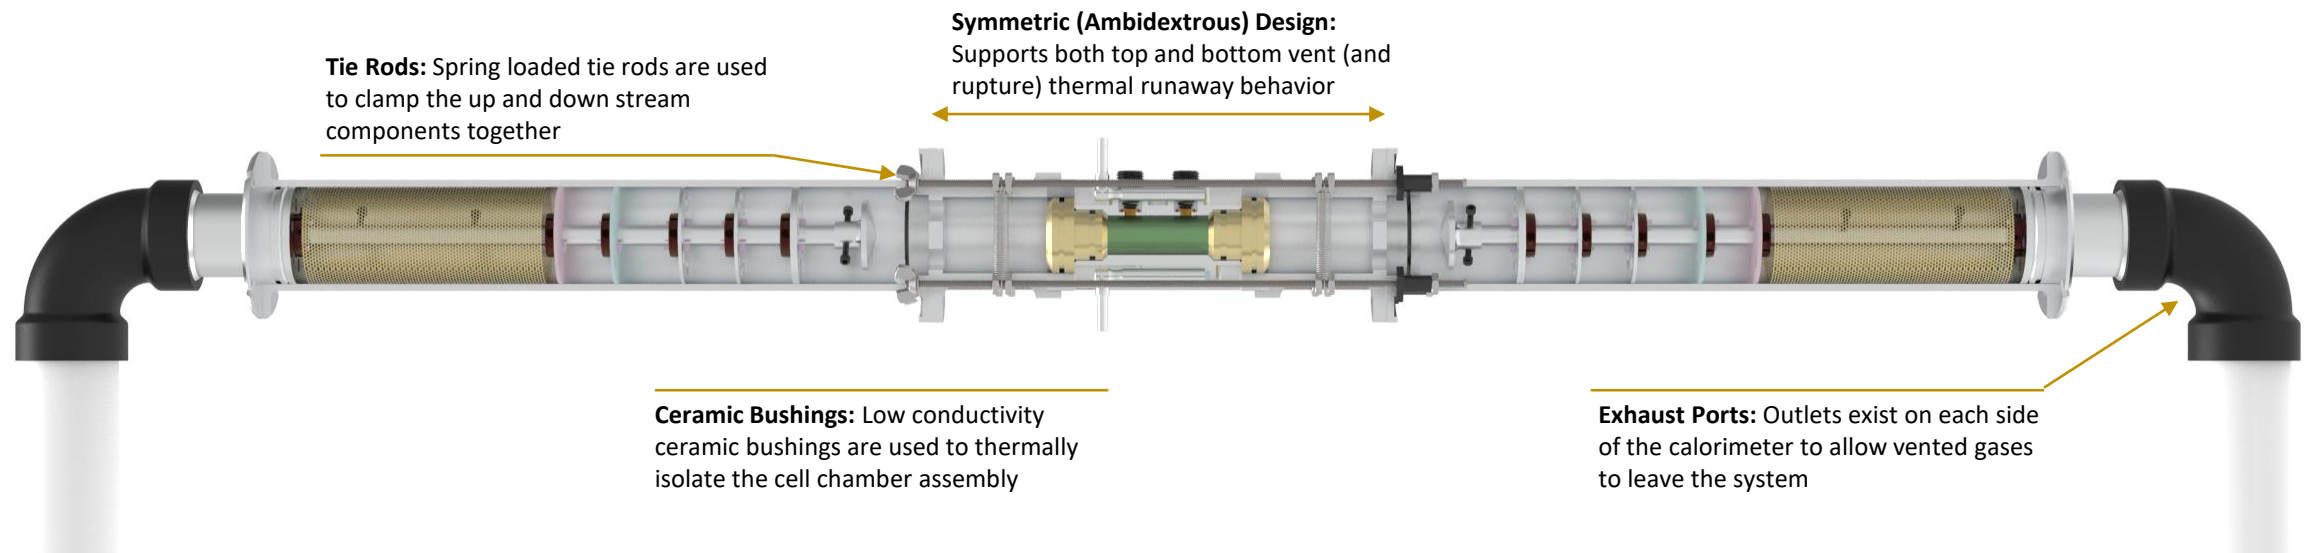 Symmetric (Ambidextrous) Design:
Supports both top and bottom vent (and
rupture) thermal runaway behavior
Tie Rods: Spring loaded tie rods are used
to clamp the up and down stream
components together
Ceramic Bushings: Low conductivity
ceramic bushings are used to thermally
isolate the cell chamber assembly
Exhaust Ports: Outlets exist on each side
of the calorimeter to allow vented gases
to leave the system